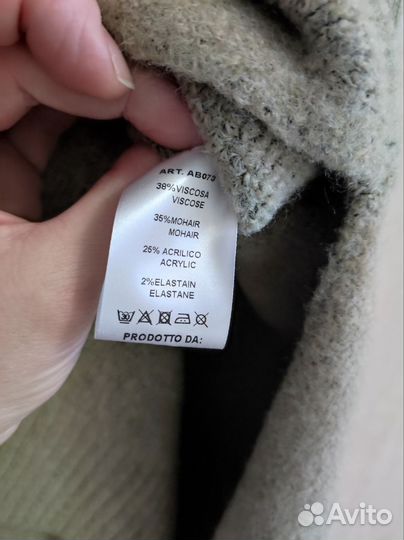 ART. AB073
38%VISCOSA
VISCOSE
35%MOHAIR
MOHAIR
25% ACRILICO
ACRYLIC
2%ELASTAIN
ELASTANE
PRODOTTO DA:
Avito